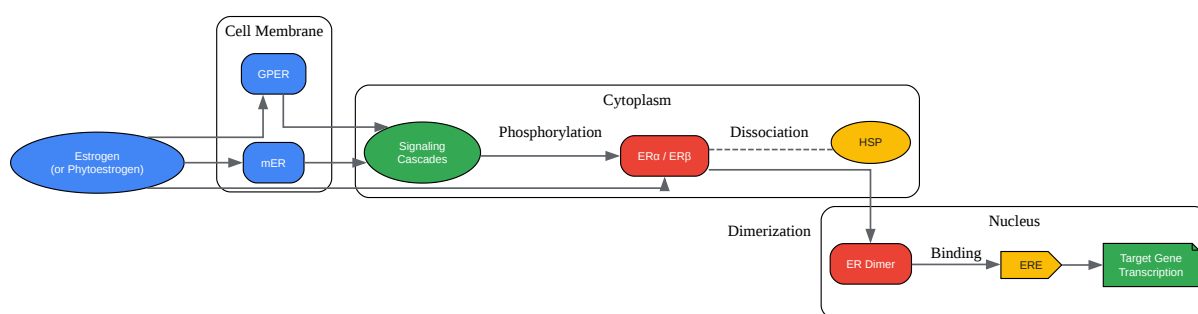 Cell Membrane
GPER
Cytoplasm
Estrogen
(or Phytoestrogen)
mER
Signaling
Cascades
Phosphorylation
ERα / ERβ
Dissociation
HSP
Dimerization
Nucleus
ER Dimer
Binding
ERE
Target Gene
Transcription